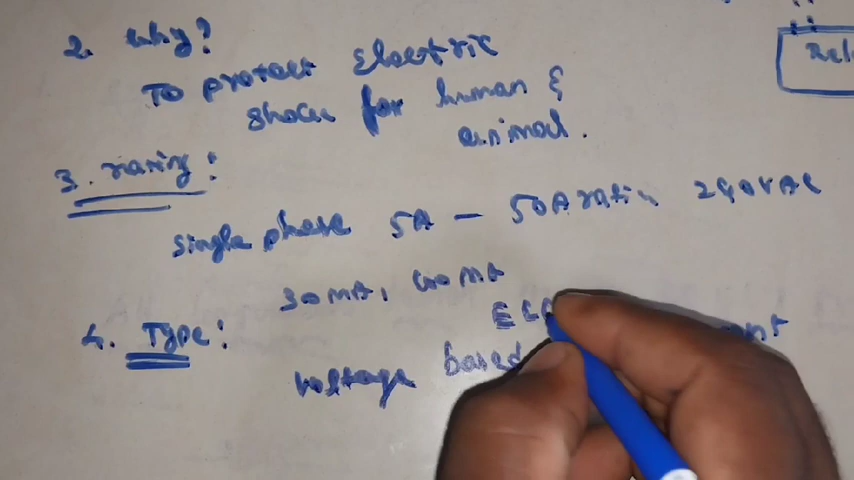 2. Why?
To protect Electric
shock for human &
animal.
3. rating:
Single phase 5A - 50A rating 240VAC
30mA, 100mA
4. Type:
ELC
voltage based
Rel